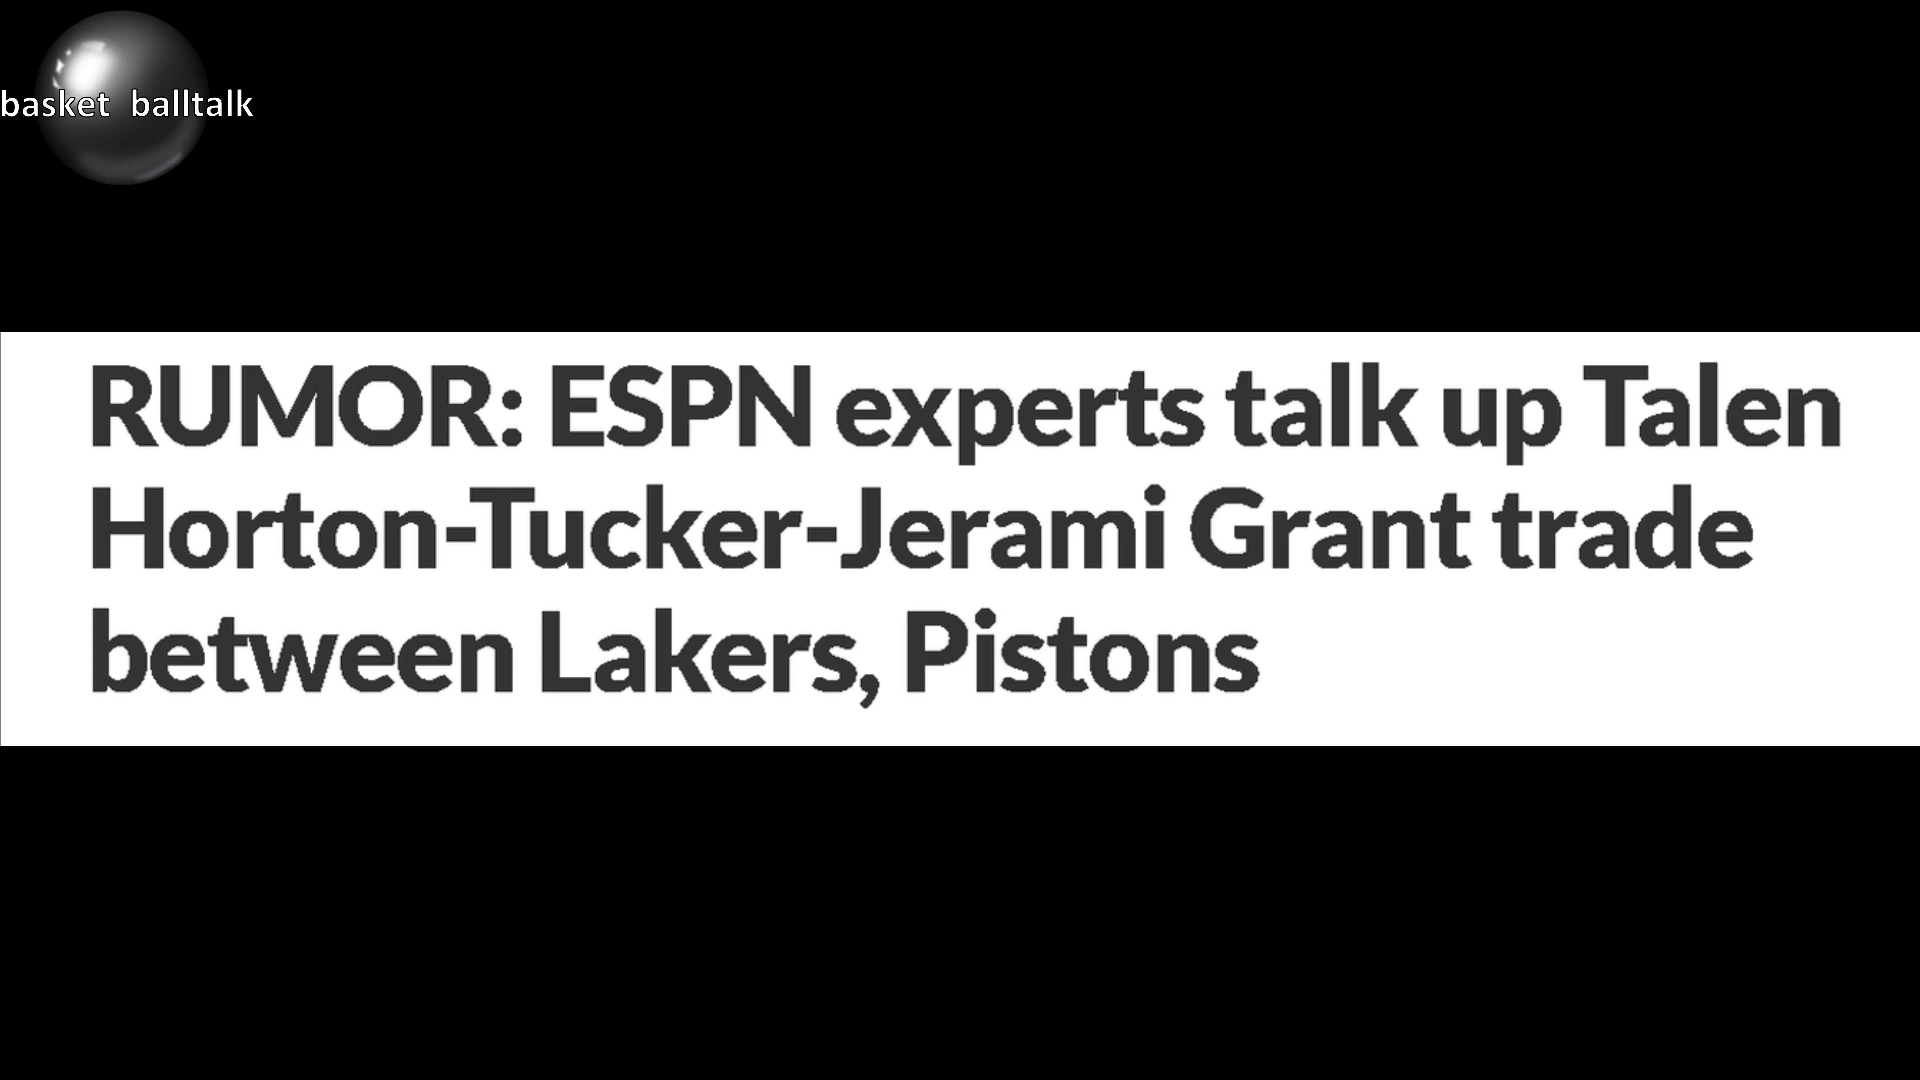 basket balltalk
RUMOR: ESPN experts talk up Talen
Horton-Tucker-Jerami Grant trade
between Lakers, Pistons